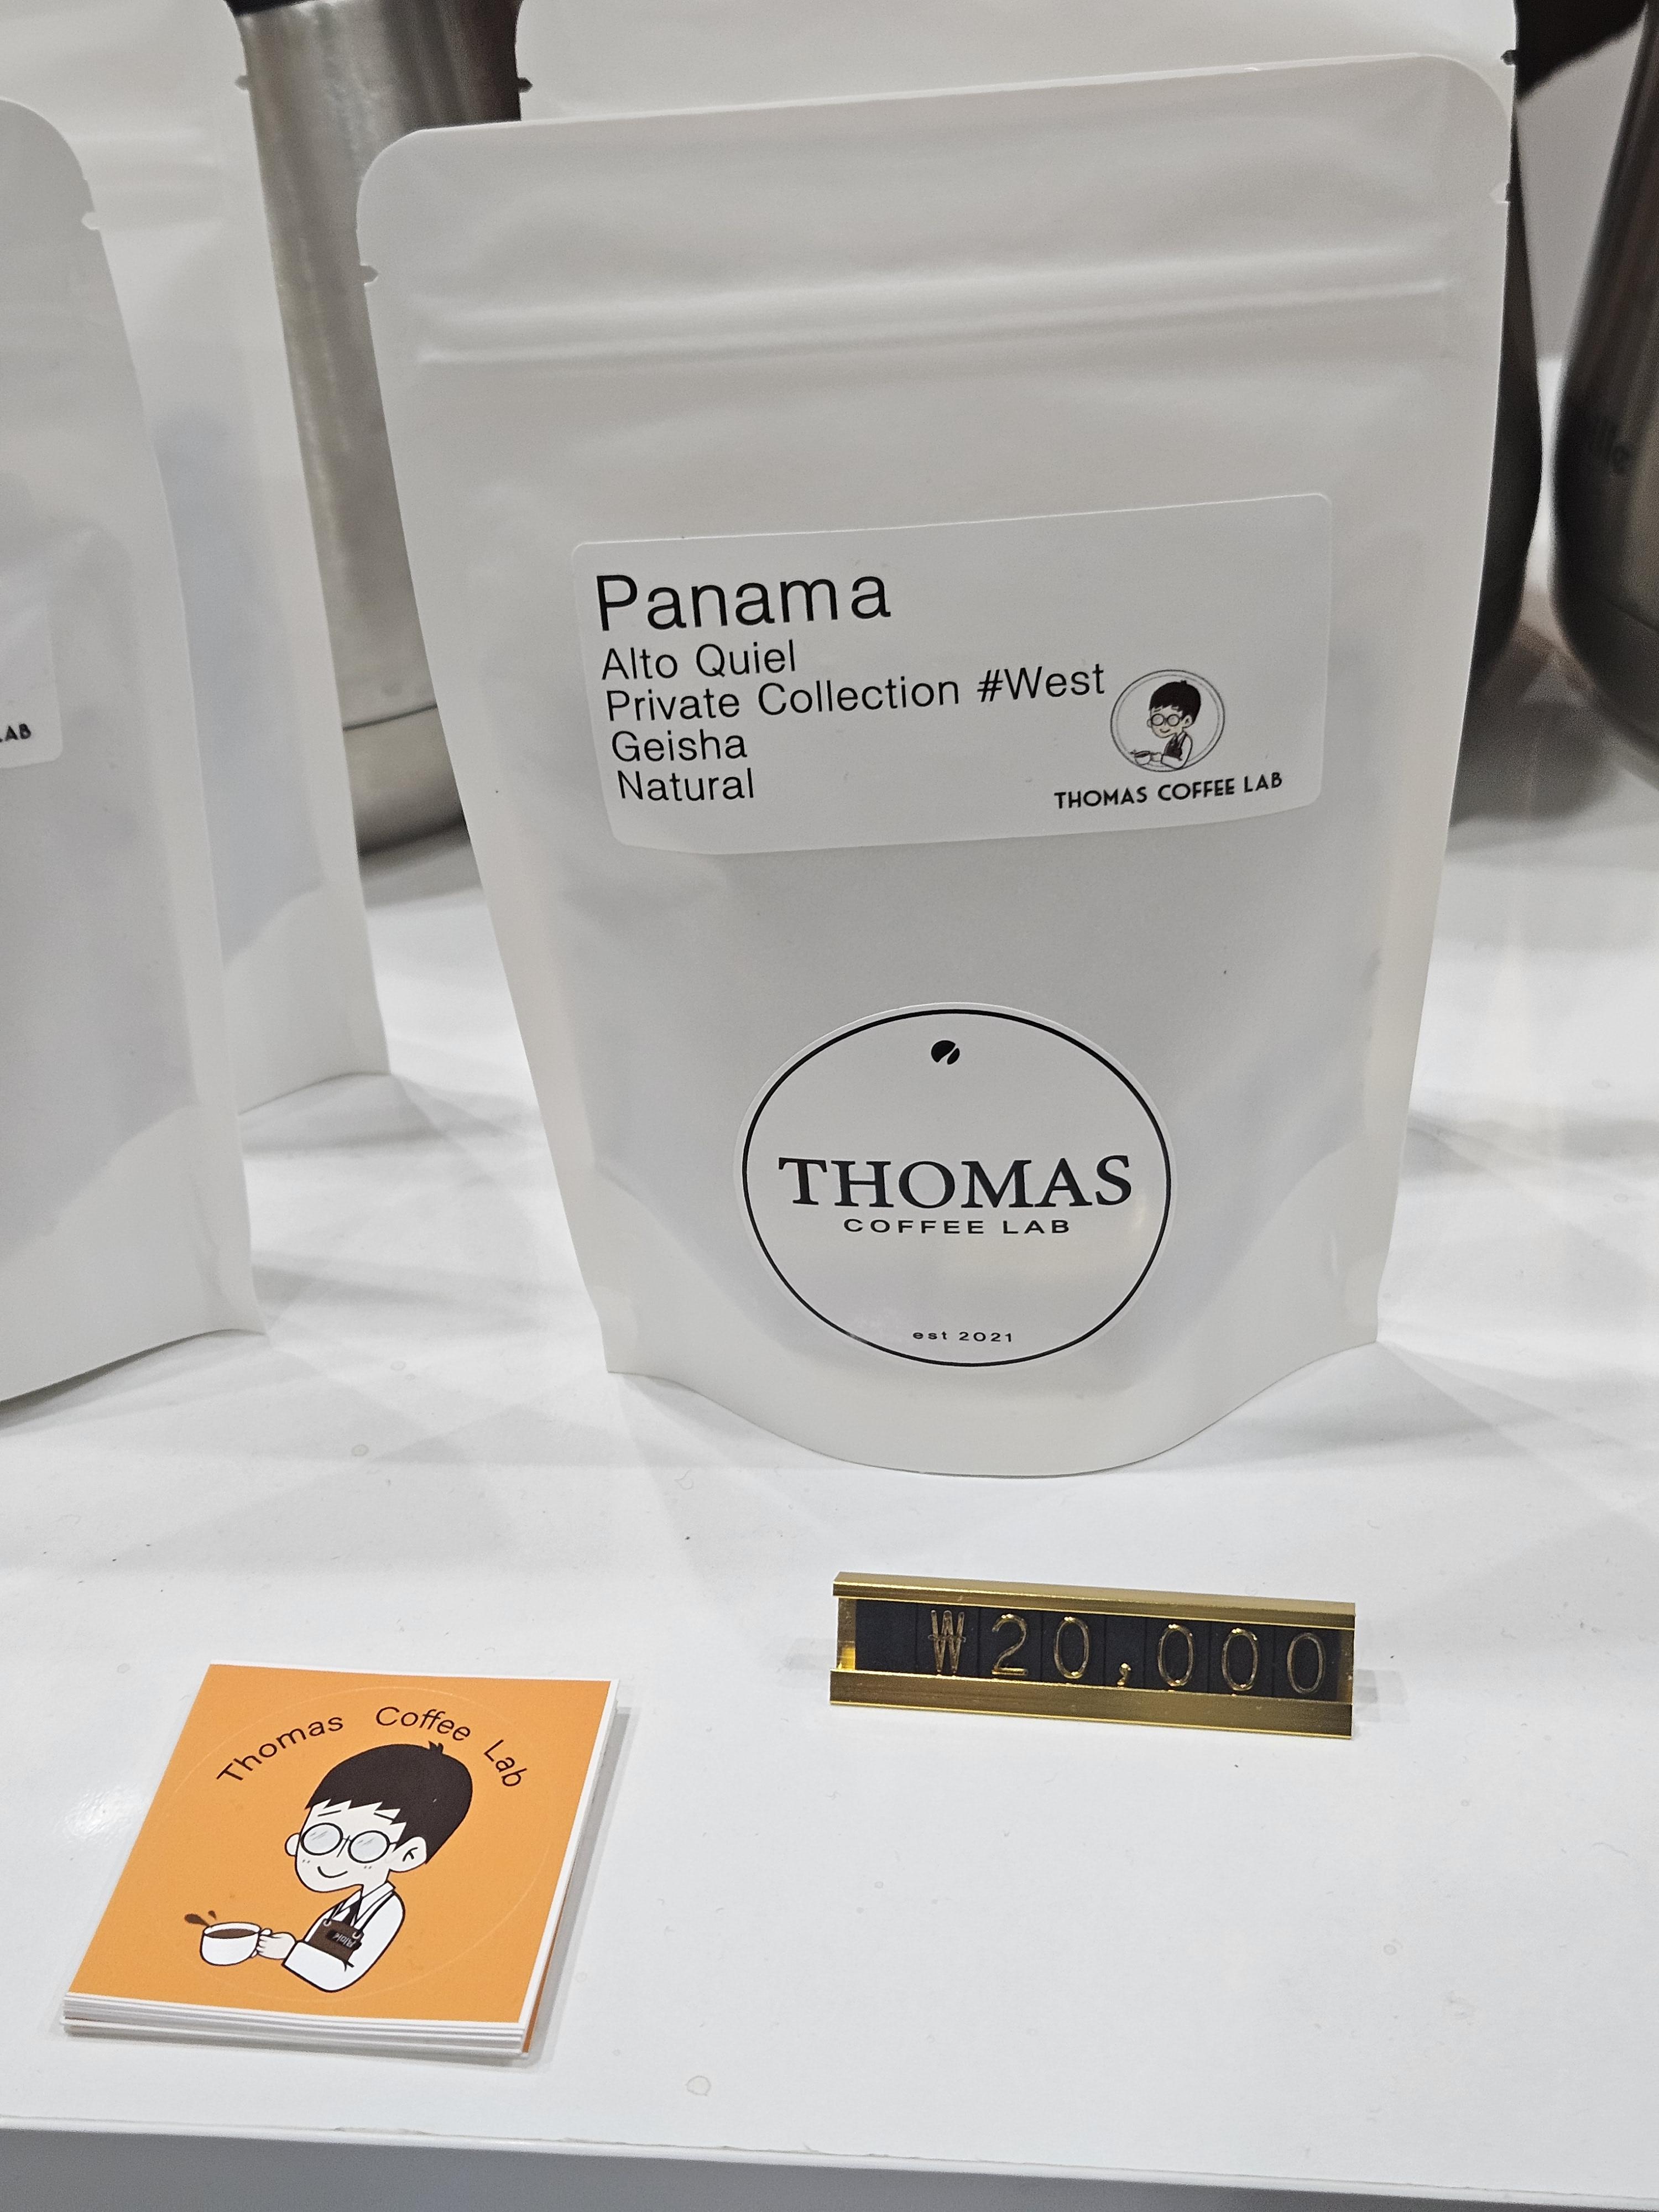 Panama
Alto Quiel
Private Collection #West
Geisha
Natural
THOMAS COFFEE LAB
LAB
THOMAS
COFFEE LAB
est 2021
₩20,000
Thomas Coffee Lab